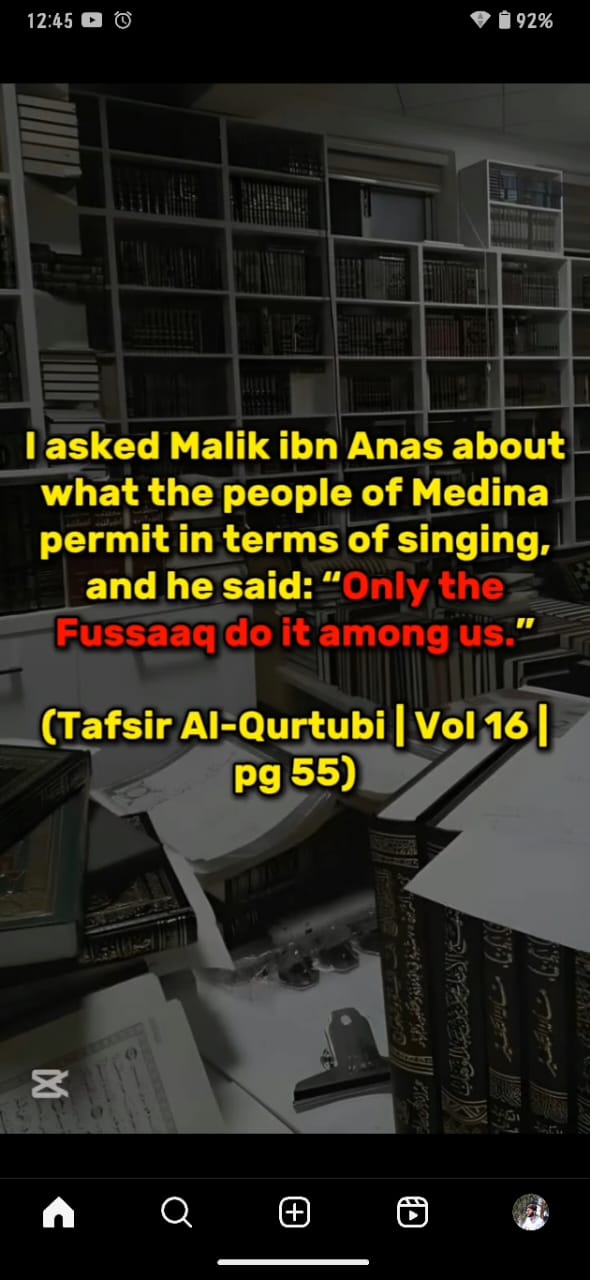 12:45
92%
I asked Malik ibn Anas about
what the people of Medina
permit in terms of singing,
and he said: “Only the
Fussaaq do it among us.”
(Tafsir Al-Qurtubi | Vol 16 |
pg 55)